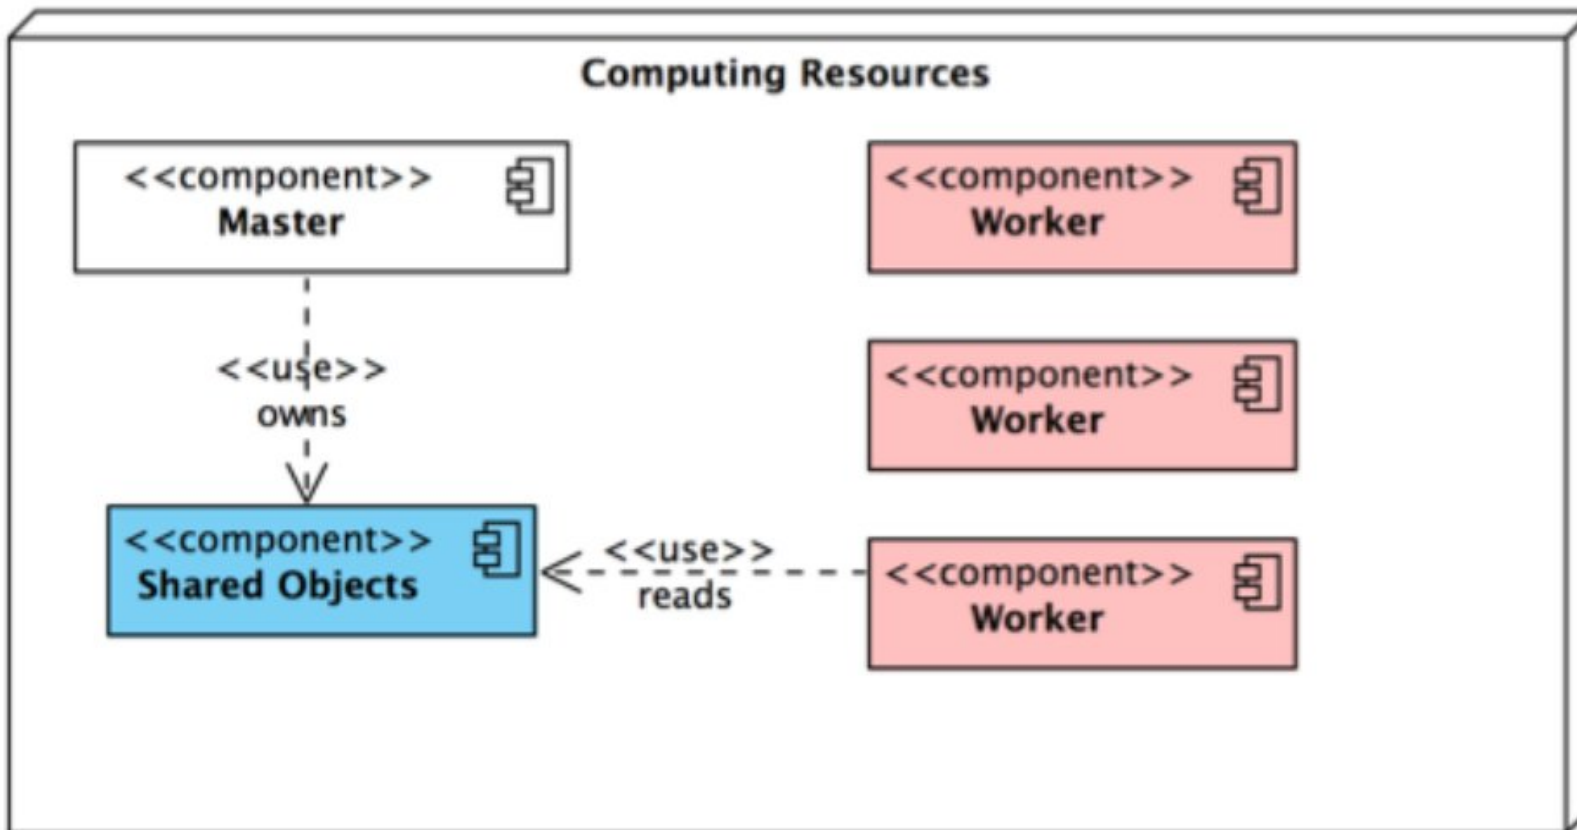 Computing Resources
<<component>>
Master
<<component>>
Worker
<<use>>
owns
<<component>>
Worker
<<component>>
Shared Objects
<<use>>
reads
<<component>>
Worker